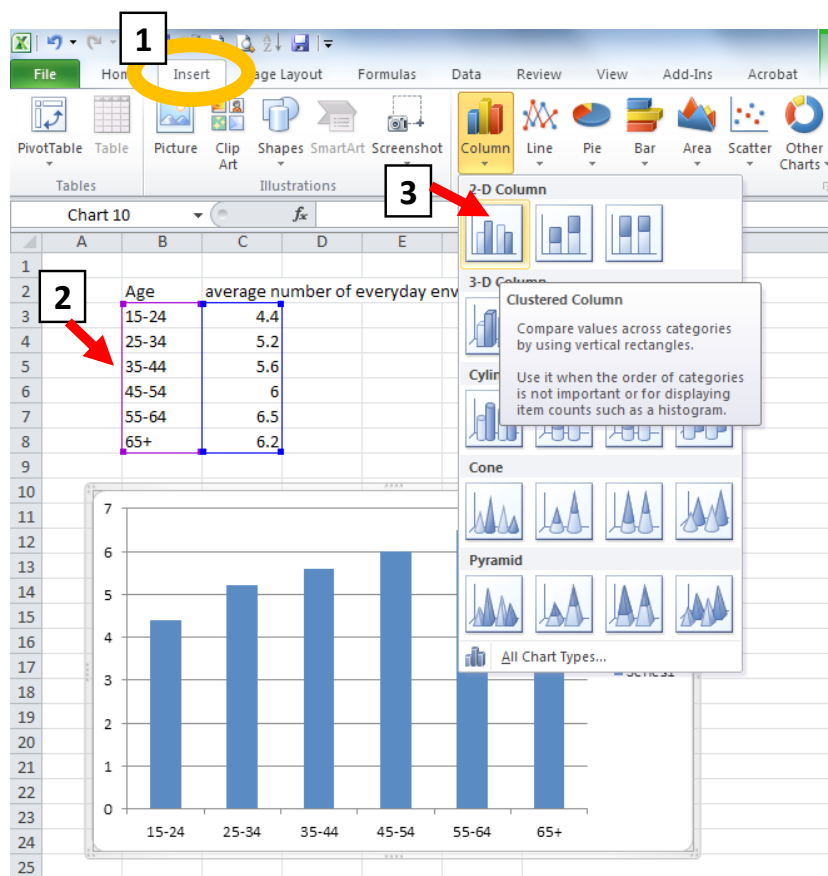 1
File Insert Page Layout Formulas Data Review View Add-Ins Acrobat
PivotTable Table Picture Clip Art Shapes SmartArt Screenshot Column Line Pie Bar Area Scatter Other Charts
Tables Illustrations
3
2-D Column
Chart 10 fx
A B C D E
1
2 Age average number of everyday
2
3 15-24 4.4
4 25-34 5.2
5 35-44 5.6
6 45-54 6
7 55-64 6.5
8 65+ 6.2
9
10
11
12
13
14
15
16
17
18
19
20
21
22
23
24
25
3-D Column
Clustered Column
Compare values across categories
by using vertical rectangles.
Use it when the order of categories
is not important or for displaying
item counts such as a histogram.
Cone
Pyramid
All Chart Types...
7
6
5
4
3
2
1
0
15-24 25-34 35-44 45-54 55-64 65+